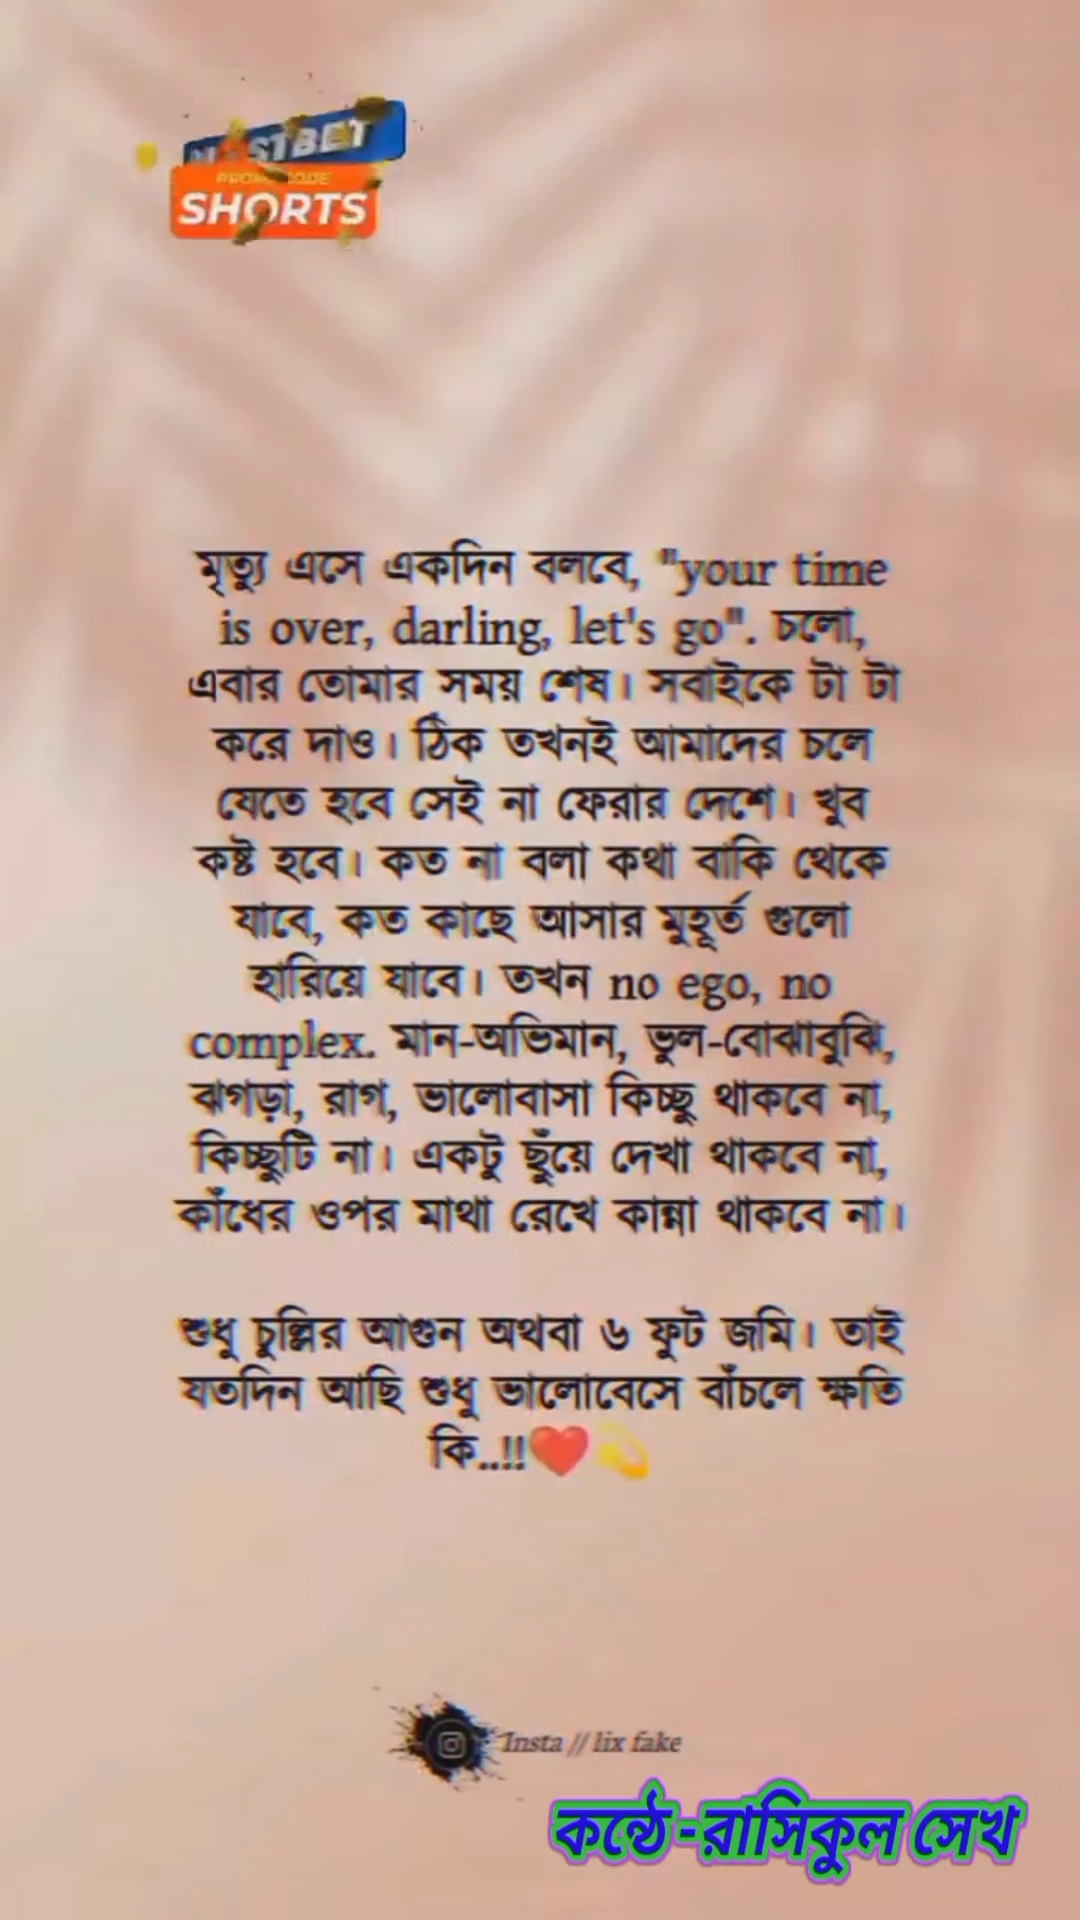 MOSTBET
PROMOCODE
SHORTS
মৃত্যু এসে একদিন বলবে, "your time
is over, darling, let's go". চলো,
এবার তোমার সময় শেষ। সবাইকে টা টা
করে দাও। ঠিক তখনই আমাদের চলে
যেতে হবে সেই না ফেরার দেশে। খুব
কষ্ট হবে। কত না বলা কথা বাকি থেকে
যাবে, কত কাছে আসার মুহূর্ত গুলো
হারিয়ে যাবে। তখন no ego, no
complex. মান-অভিমান, ভুল-বোঝাবুঝি,
ঝগড়া, রাগ, ভালোবাসা কিচ্ছু থাকবে না,
কিচ্ছুটি না। একটু ছুঁয়ে দেখা থাকবে না,
কাঁধের ওপর মাথা রেখে কান্না থাকবে না।
শুধু চুল্লির আগুন অথবা ৬ ফুট জমি। তাই
যতদিন আছি শুধু ভালোবেসে বাঁচলে ক্ষতি
কি..!!❤️💫
Insta // lix fake
কন্ঠে -রাসিকুল সেখ